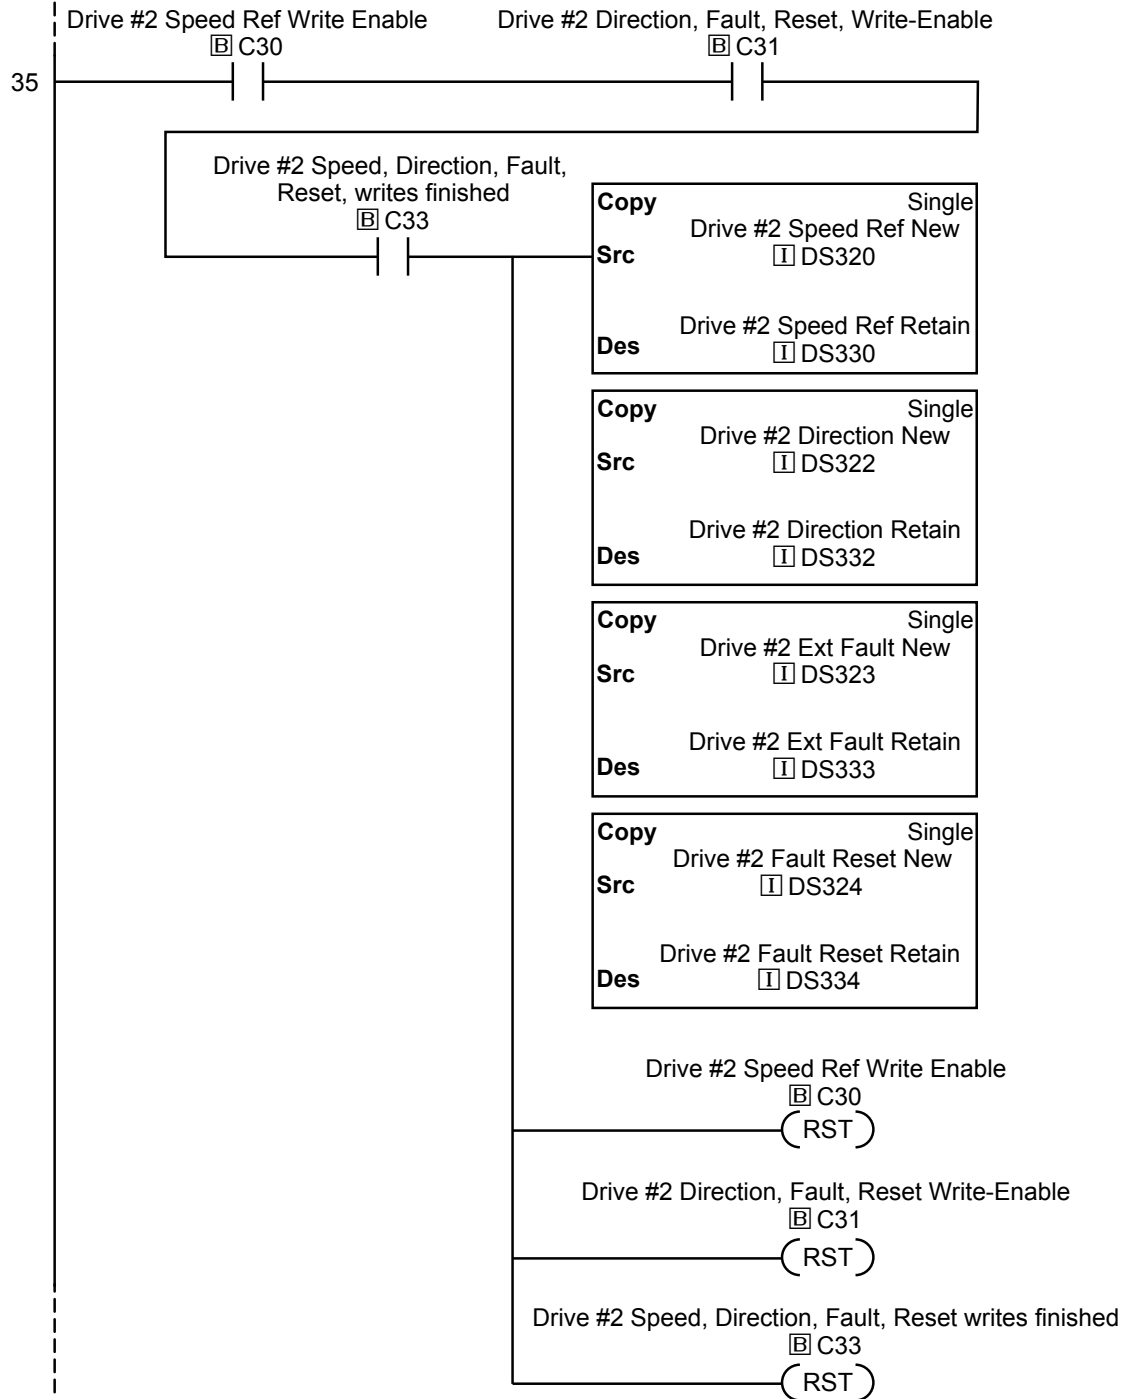 Drive #2 Speed Ref Write Enable
B C30
Drive #2 Direction, Fault, Reset, Write-Enable
B C31
35
Drive #2 Speed, Direction, Fault,
Reset, writes finished
B C33
Copy Single
Drive #2 Speed Ref New
Src I DS320
Drive #2 Speed Ref Retain
Des I DS330
Copy Single
Drive #2 Direction New
Src I DS322
Drive #2 Direction Retain
Des I DS332
Copy Single
Drive #2 Ext Fault New
Src I DS323
Drive #2 Ext Fault Retain
Des I DS333
Copy Single
Drive #2 Fault Reset New
Src I DS324
Drive #2 Fault Reset Retain
Des I DS334
Drive #2 Speed Ref Write Enable
B C30
RST
Drive #2 Direction, Fault, Reset Write-Enable
B C31
RST
Drive #2 Speed, Direction, Fault, Reset writes finished
B C33
RST